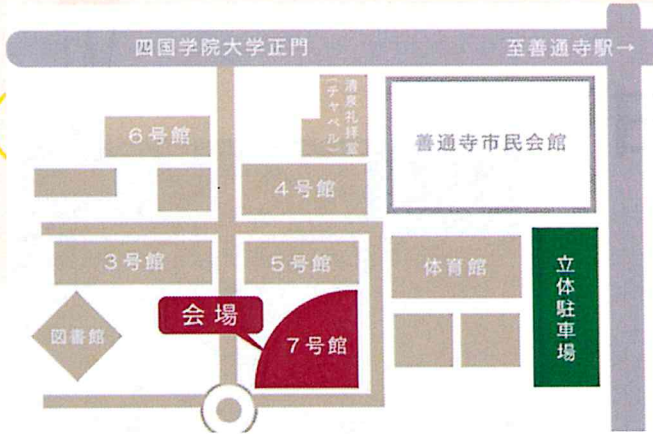 四国学院大学正門
至善通寺駅→
清泉礼拝堂
(チャペル)
6号館
善通寺市民会館
4号館
3号館
5号館
体育館
立体駐車場
会場
図書館
7号館